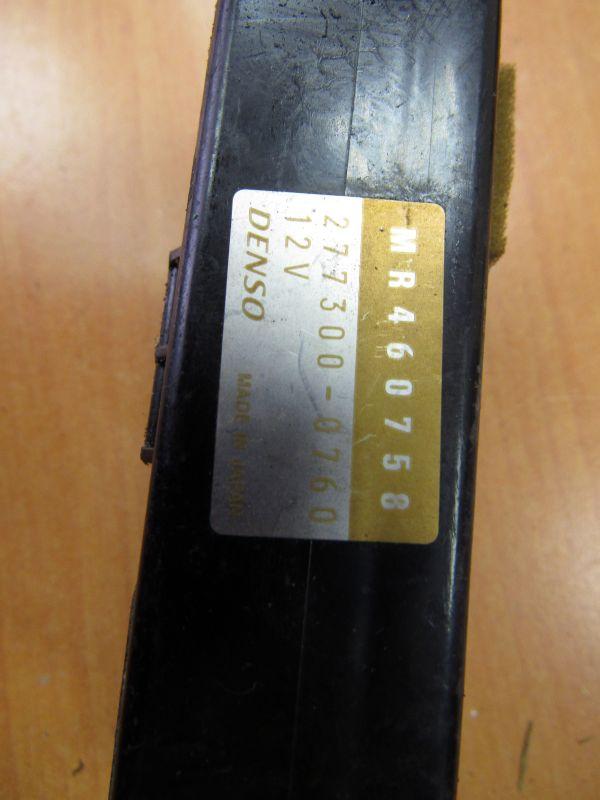 MR460758
277300-0760
12V
DENSO MADE IN JAPAN